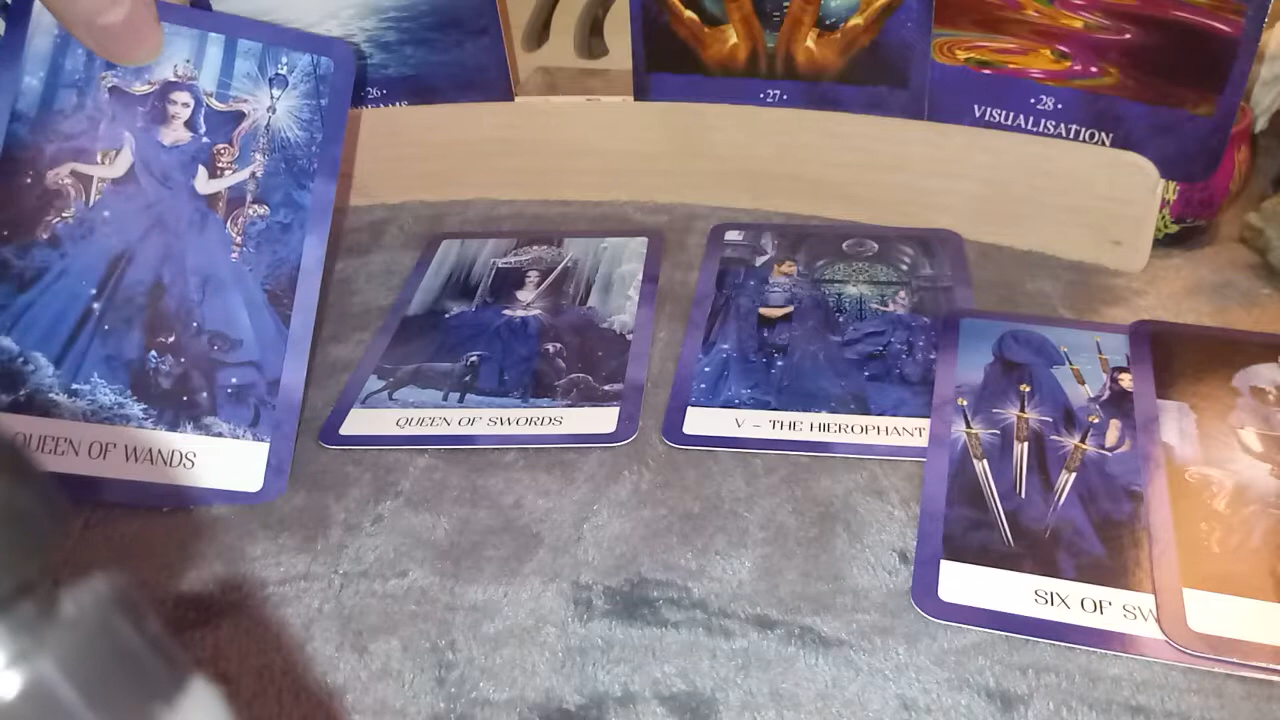 ·26·
·27·
·28·
VISUALISATION
QUEEN OF WANDS
QUEEN OF SWORDS
V – THE HIEROPHANT
SIX OF SW